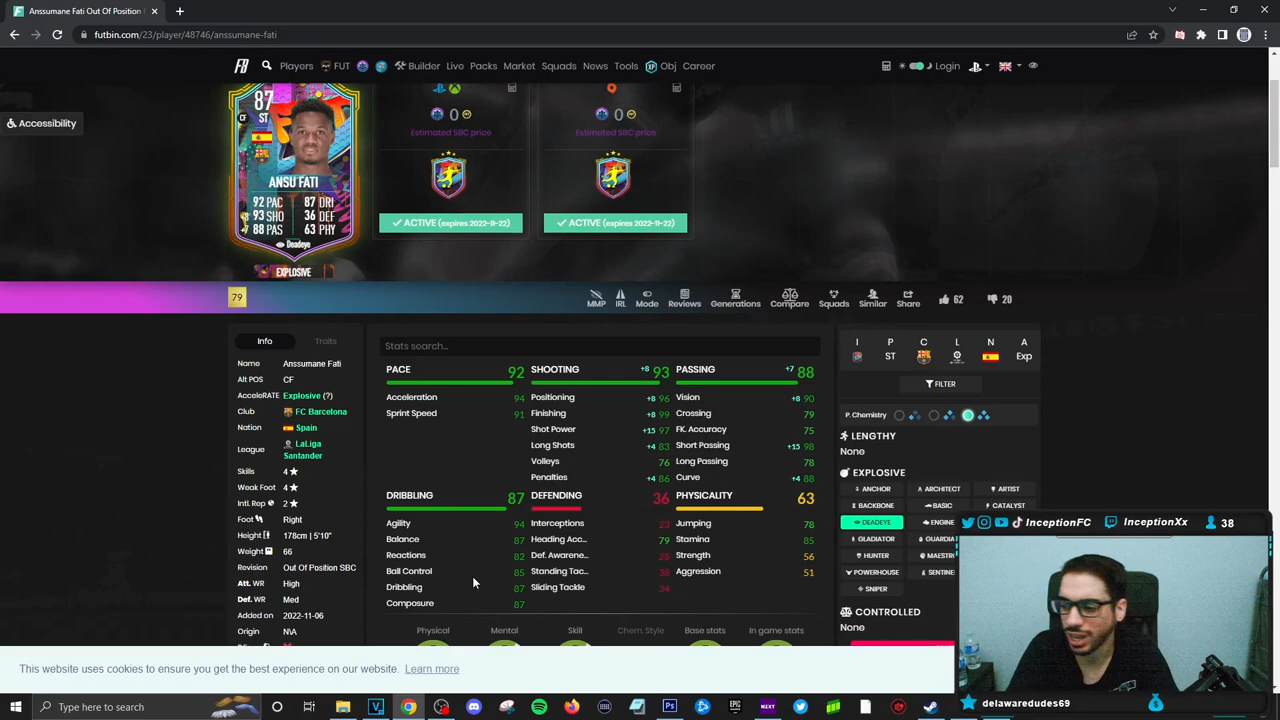 Anssumane Fati Out Of Position
futbin.com/23/player/48746/anssumane-fati
FB Players FUT Builder Live Packs Market Squads News Tools Obj Career Login
Accessibility
87
CF
ST
ANSU FATI
92 PAC 87 DRI
93 SHO 36 DEF
88 PAS 63 PHY
Deadeye
EXPLOSIVE
0
Estimated SBC price
ACTIVE (expires 2022-11-22)
0
Estimated SBC price
ACTIVE (expires 2022-11-22)
79
MMP IRL Mode Reviews Generations Compare Squads Similar Share 62 20
Info Traits
Name Anssumane Fati
Alt POS CF
AcceleRATE Explosive (?)
Club FC Barcelona
Nation Spain
League LaLiga Santander
Skills 4
Weak Foot 4
Intl.Rep 2
Foot Right
Height 178cm | 5'10"
Weight 66
Revision Out Of Position SBC
Att. WR High
Def. WR Med
Added on 2022-11-06
Origin N\A
Stats search...
PACE 92
Acceleration 94
Sprint Speed 91
SHOOTING +8 93
Positioning +8 96
Finishing +8 99
Shot Power +15 97
Long Shots +4 83
Volleys 76
Penalties +4 86
PASSING +7 88
Vision +8 90
Crossing 79
FK. Accuracy 75
Short Passing +15 98
Long Passing 78
Curve +4 88
DRIBBLING 87
Agility 94
Balance 87
Reactions 82
Ball Control 85
Dribbling 87
Composure 87
DEFENDING 36
Interceptions 23
Heading Acc... 79
Def. Awarene... 28
Standing Tac... 38
Sliding Tackle 34
PHYSICALITY 63
Jumping 78
Stamina 85
Strength 56
Aggression 51
Physical Mental Skill Chem. Style Base stats In game stats
I P C L N A
ST Exp
FILTER
P. Chemistry
LENGTHY
None
EXPLOSIVE
ANCHOR ARCHITECT ARTIST
BACKBONE BASIC CATALYST
DEADEYE ENGINE
GLADIATOR GUARDIA
HUNTER MAESTR
POWERHOUSE SENTINE
SNIPER
CONTROLLED
None
InceptionFC InceptionXx 38
This website uses cookies to ensure you get the best experience on our website. Learn more
delawaredudes69
Type here to search
NZXT